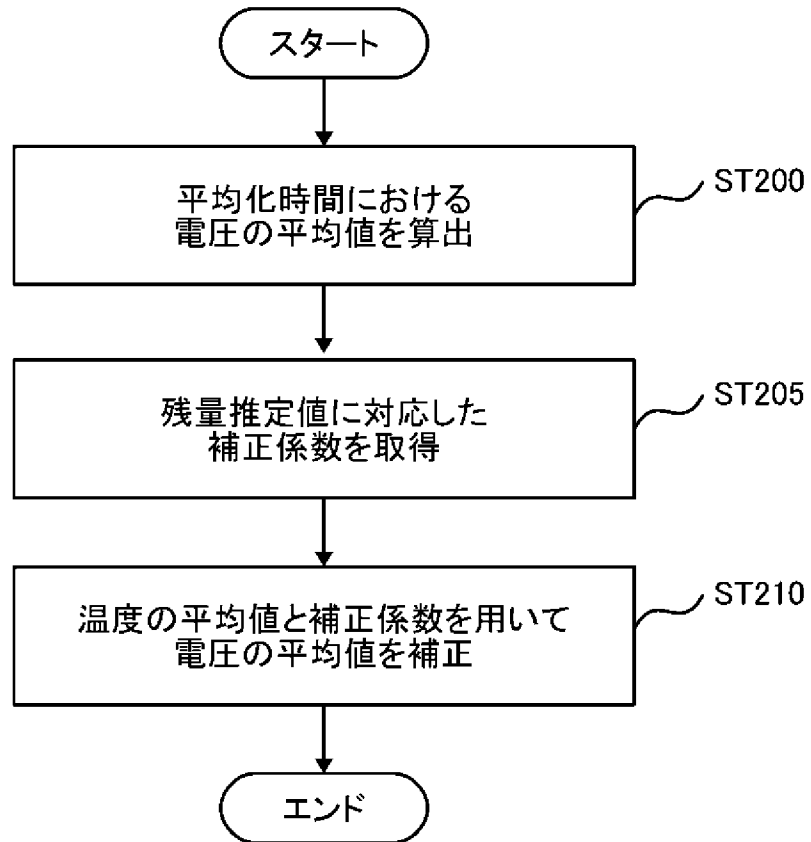 スタート
平均化時間における
電圧の平均値を算出
ST200
残量推定値に対応した
補正係数を取得
ST205
温度の平均値と補正係数を用いて
電圧の平均値を補正
ST210
エンド